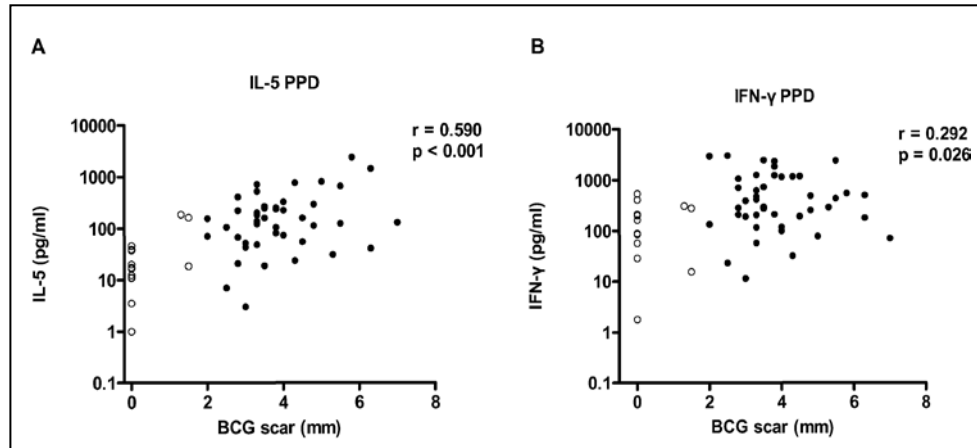 A
IL-5 PPD
r = 0.590
p < 0.001
10000
1000
100
10
1
0.1
IL-5 (pg/ml)
0 2 4 6 8
BCG scar (mm)
B
IFN-γ PPD
r = 0.292
p = 0.026
10000
1000
100
10
1
0.1
IFN-γ (pg/ml)
0 2 4 6 8
BCG scar (mm)